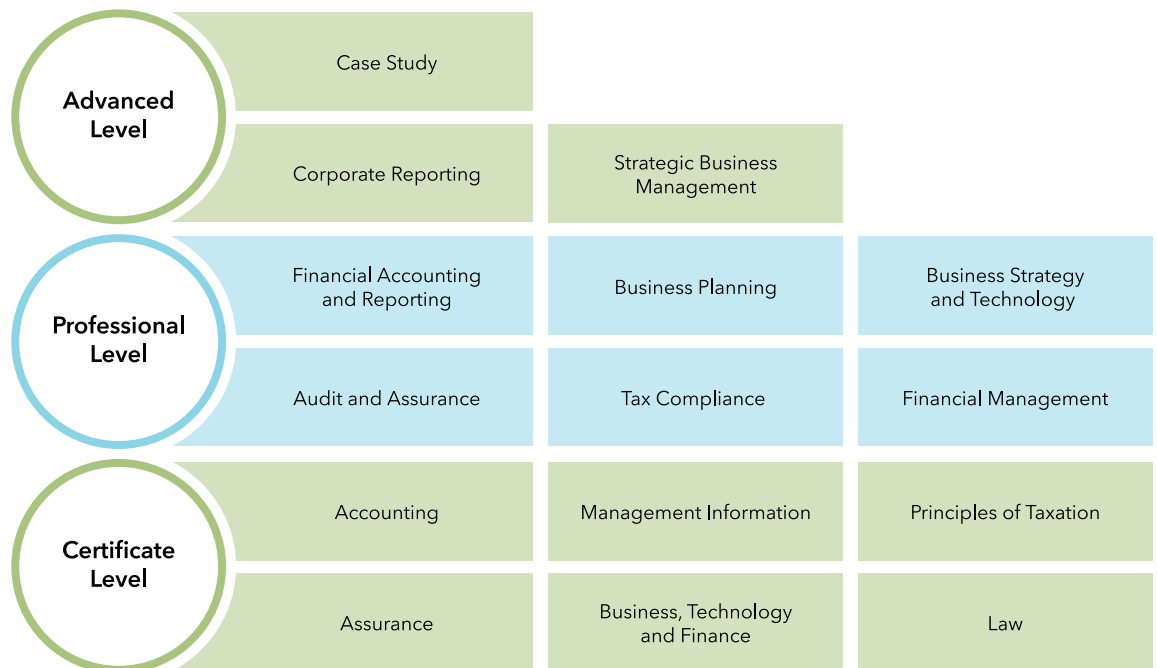 Advanced
Level
Case Study
Corporate Reporting
Strategic Business
Management
Professional
Level
Financial Accounting
and Reporting
Business Planning
Business Strategy
and Technology
Audit and Assurance
Tax Compliance
Financial Management
Certificate
Level
Accounting
Management Information
Principles of Taxation
Assurance
Business, Technology
and Finance
Law